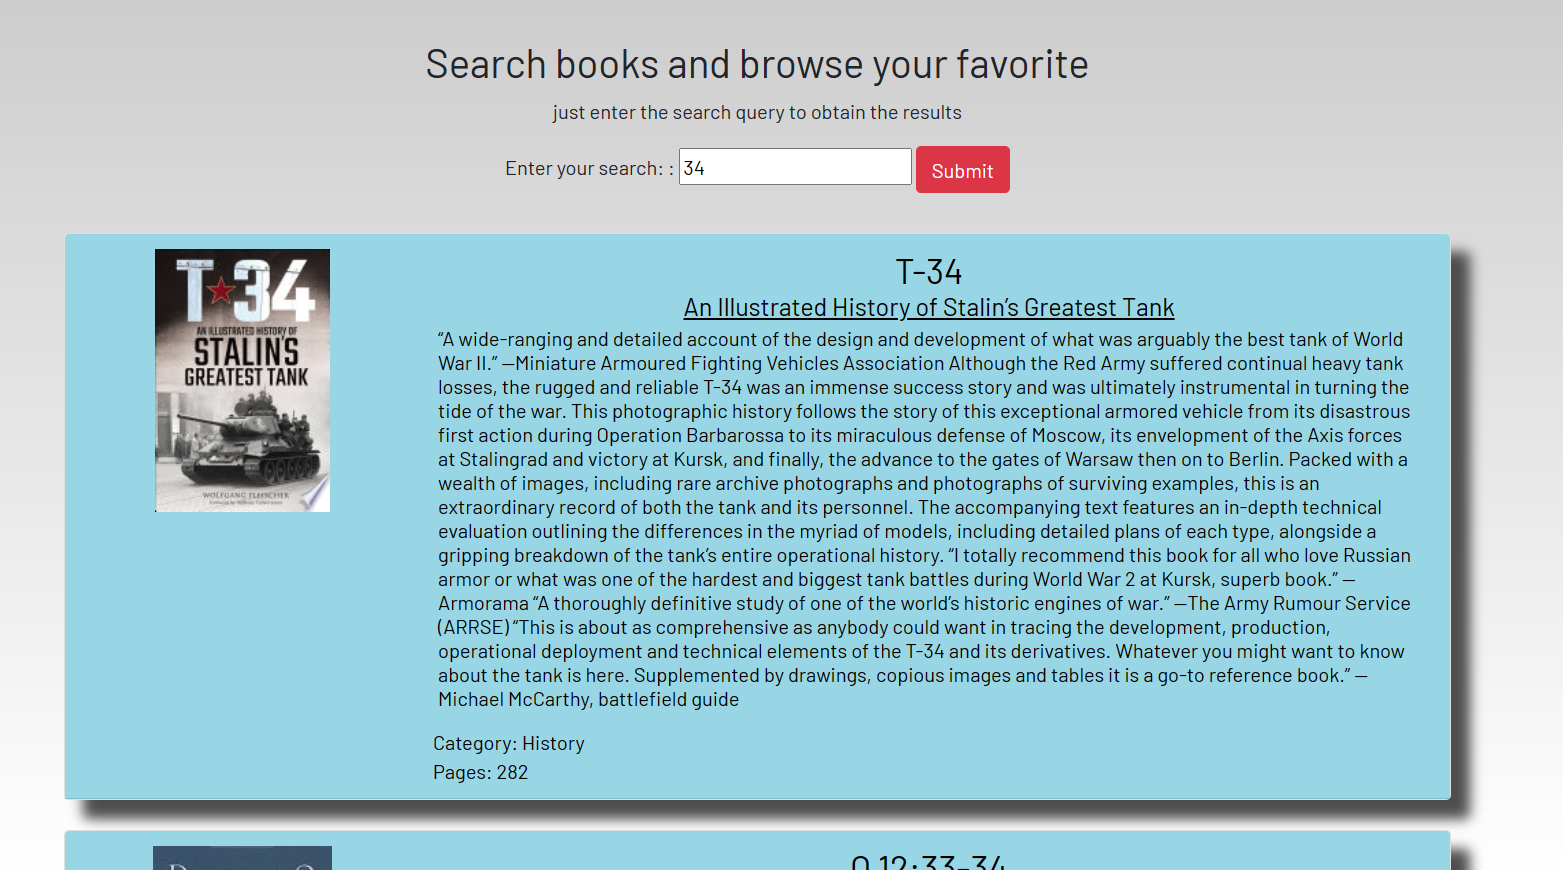 Search books and browse your favorite
just enter the search query to obtain the results
Enter your search: : 34 Submit
T-34
AN ILLUSTRATED HISTORY OF
STALIN'S
GREATEST TANK
WOLFGANG FLEISCHER
T-34
An Illustrated History of Stalin’s Greatest Tank
“A wide-ranging and detailed account of the design and development of what was arguably the best tank of World
War II.” —Miniature Armoured Fighting Vehicles Association Although the Red Army suffered continual heavy tank
losses, the rugged and reliable T-34 was an immense success story and was ultimately instrumental in turning the
tide of the war. This photographic history follows the story of this exceptional armored vehicle from its disastrous
first action during Operation Barbarossa to its miraculous defense of Moscow, its envelopment of the Axis forces
at Stalingrad and victory at Kursk, and finally, the advance to the gates of Warsaw then on to Berlin. Packed with a
wealth of images, including rare archive photographs and photographs of surviving examples, this is an
extraordinary record of both the tank and its personnel. The accompanying text features an in-depth technical
evaluation outlining the differences in the myriad of models, including detailed plans of each type, alongside a
gripping breakdown of the tank’s entire operational history. “I totally recommend this book for all who love Russian
armor or what was one of the hardest and biggest tank battles during World War 2 at Kursk, superb book.” —
Armorama “A thoroughly definitive study of one of the world’s historic engines of war.” —The Army Rumour Service
(ARRSE) “This is about as comprehensive as anybody could want in tracing the development, production,
operational deployment and technical elements of the T-34 and its derivatives. Whatever you might want to know
about the tank is here. Supplemented by drawings, copious images and tables it is a go-to reference book.” —
Michael McCarthy, battlefield guide
Category: History
Pages: 282
12:33-34